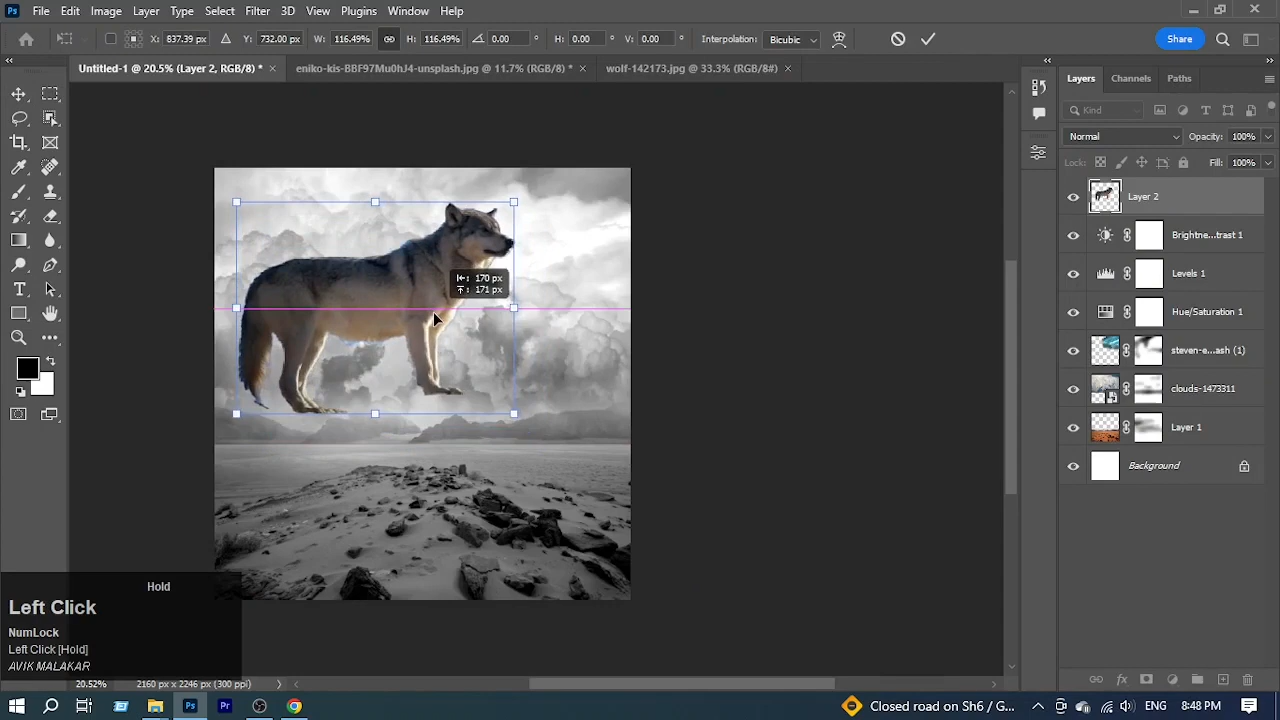 Ps File Edit Image Layer Type Select Filter 3D View Plugins Window Help
X: 837.39 px Y: 732.00 px W: 116.49% H: 116.49% 0.00 ° H: 0.00 ° V: 0.00 ° Interpolation: Bicubic Share
Untitled-1 @ 20.5% (Layer 2, RGB/8) * × eniko-kis-BBF97Mu0hJ4-unsplash.jpg @ 11.7% (RGB/8) * × wolf-142173.jpg @ 33.3% (RGB/8#) ×
Layers Channels Paths
Kind
Normal Opacity: 100%
Lock: Fill: 100%
Layer 2
Brightne...trast 1
Levels 1
Hue/Saturation 1
steven-e...ash (1)
clouds-1473311
Layer 1
Background
170 px
171 px
Hold
Left Click
NumLock
Left Click [Hold]
AVIK MALAKAR
20.52% 2160 px x 2246 px (300 ppi)
Ps Pr Closed road on Sh6 / G... ENG 8:48 PM